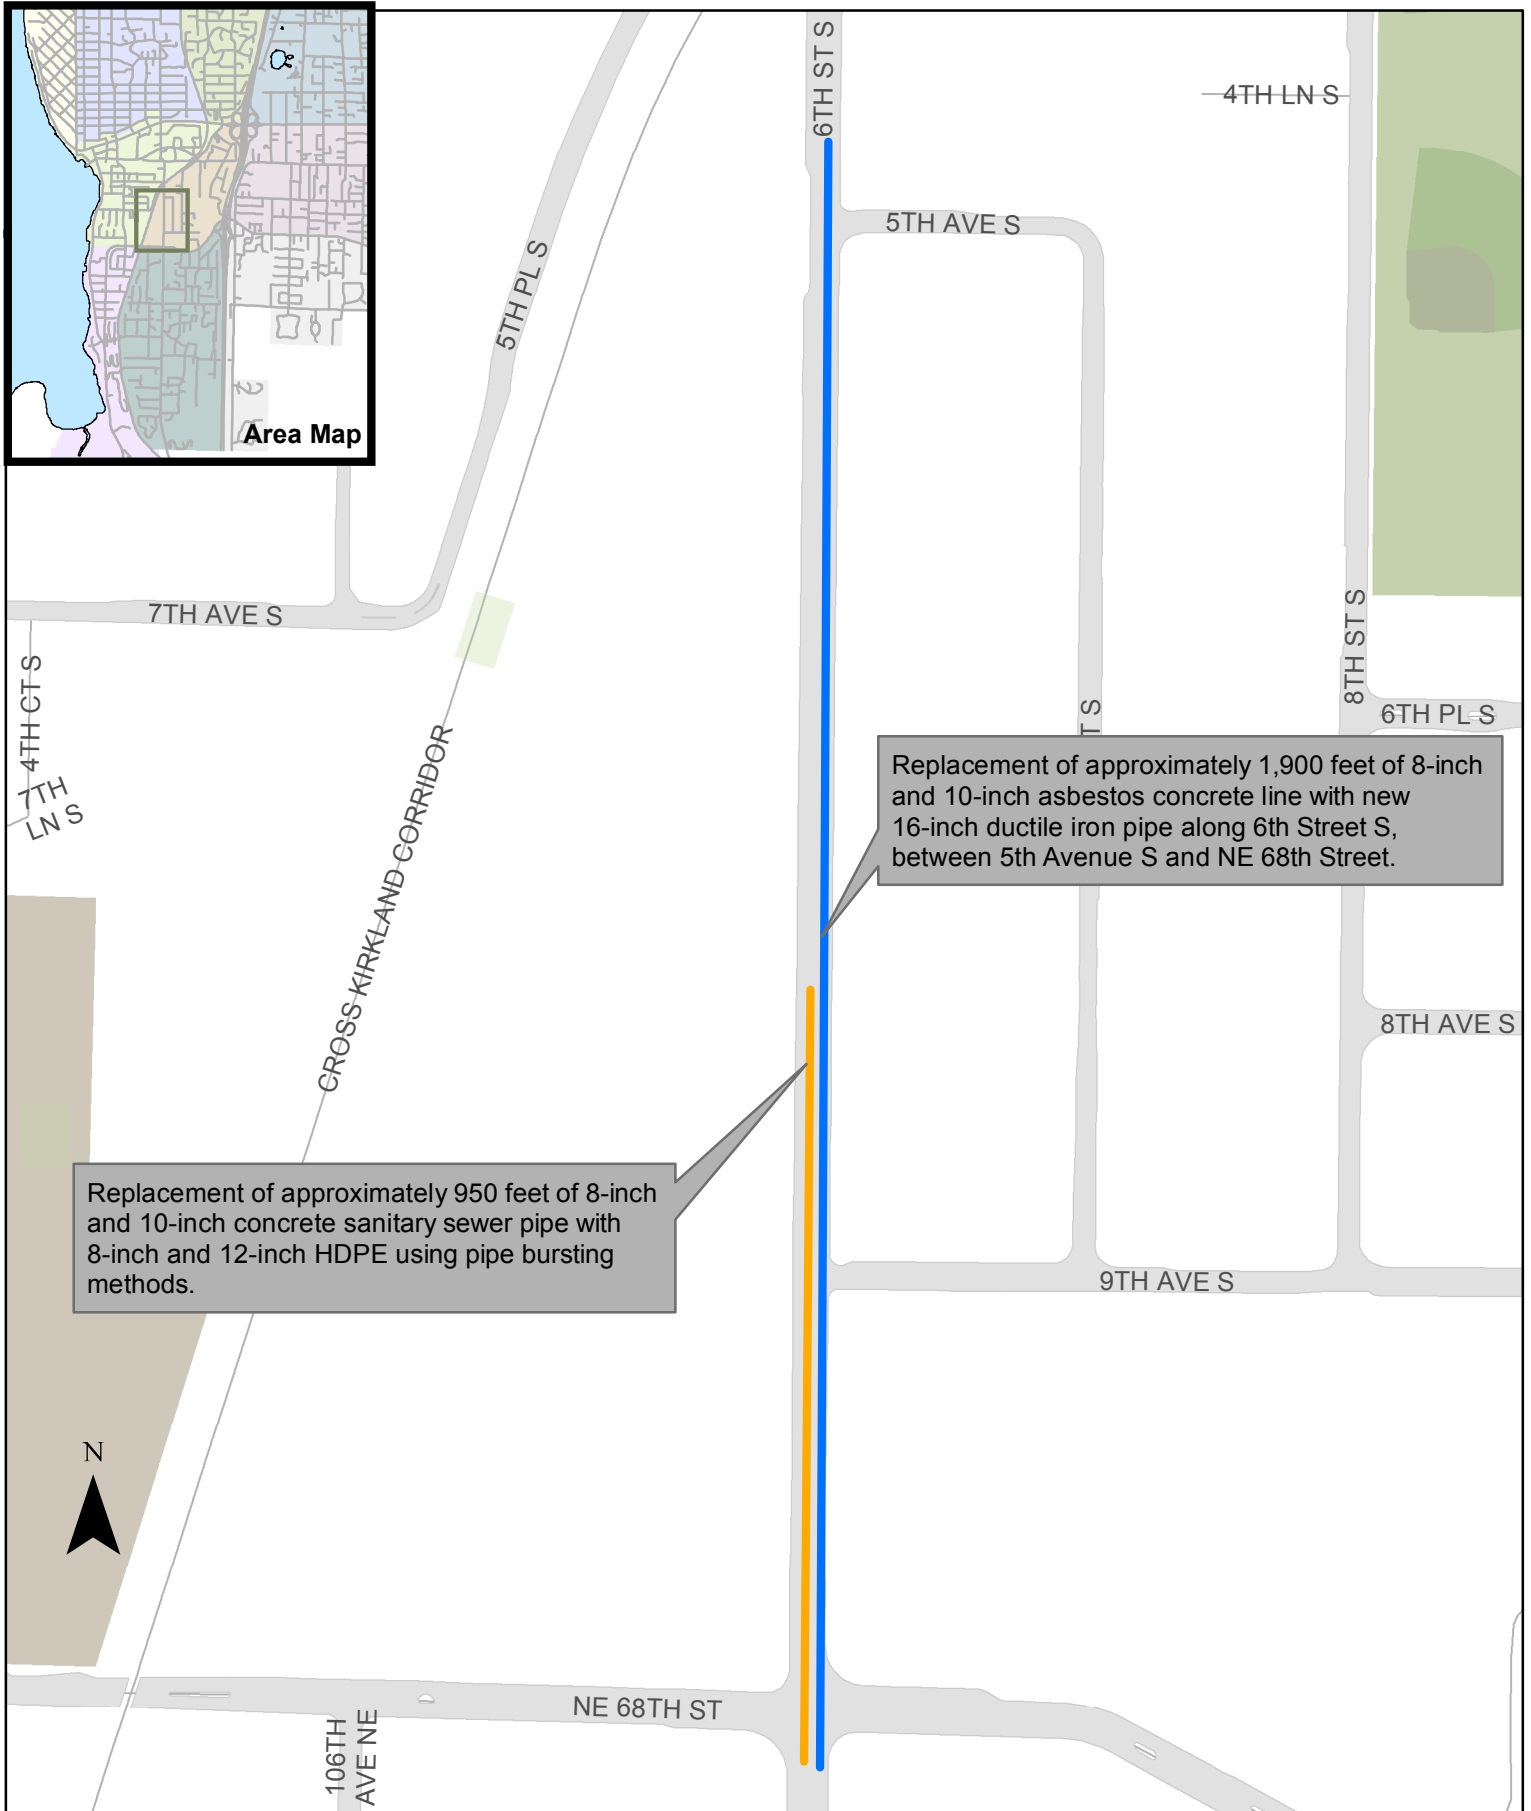 Area Map
6TH ST S
4TH LN S
5TH AVE S
5TH PL S
7TH AVE S
4TH CT S
7TH
LN S
8TH ST S
6TH PL S
T S
CROSS KIRKLAND CORRIDOR
Replacement of approximately 1,900 feet of 8-inch
and 10-inch asbestos concrete line with new
16-inch ductile iron pipe along 6th Street S,
between 5th Avenue S and NE 68th Street.
8TH AVE S
Replacement of approximately 950 feet of 8-inch
and 10-inch concrete sanitary sewer pipe with
8-inch and 12-inch HDPE using pipe bursting
methods.
9TH AVE S
N
NE 68TH ST
106TH
AVE NE